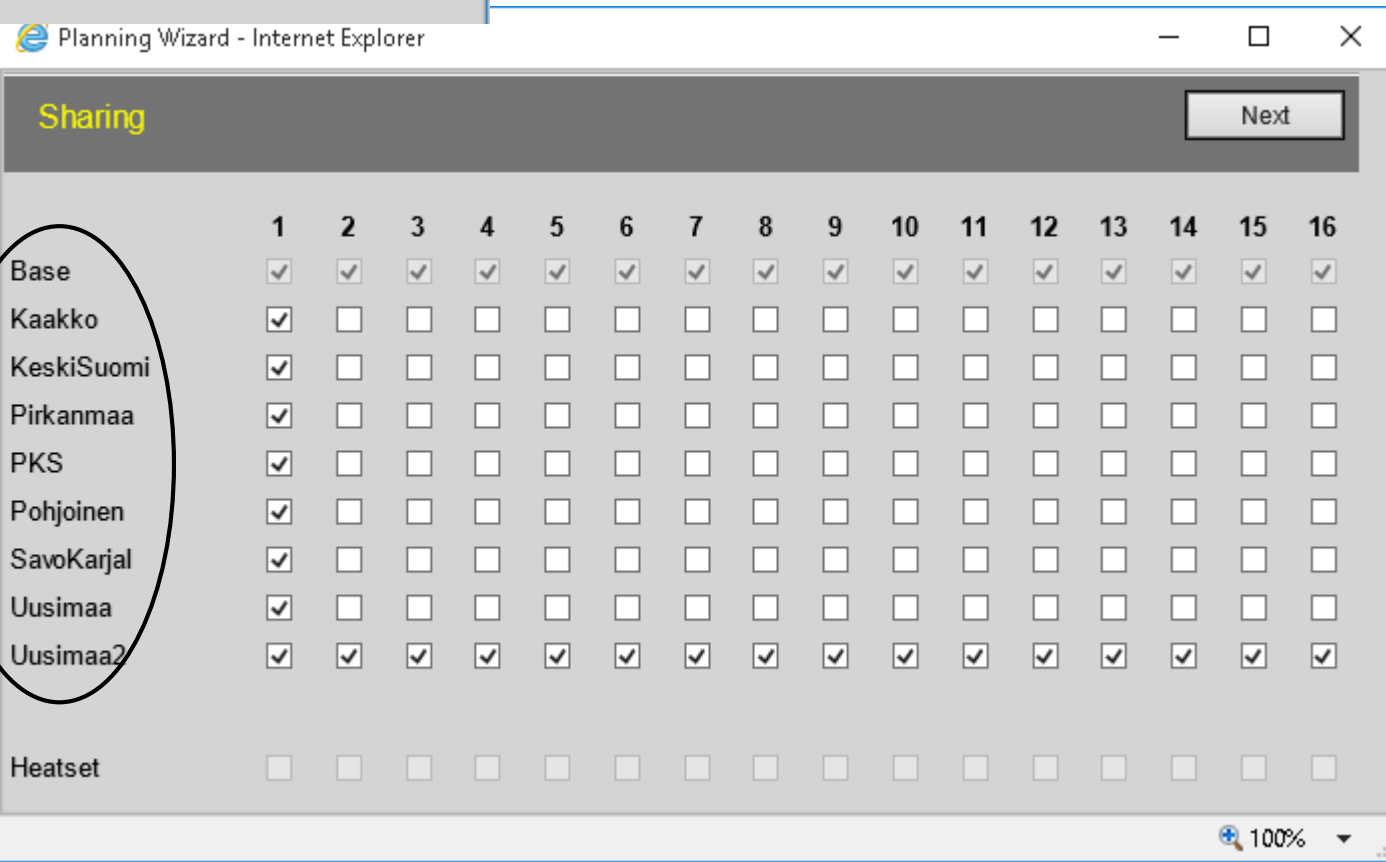 Planning Wizard - Internet Explorer
Sharing
Next
1 2 3 4 5 6 7 8 9 10 11 12 13 14 15 16
Base
Kaakko
KeskiSuomi
Pirkanmaa
PKS
Pohjoinen
SavoKarjal
Uusimaa
Uusimaa2
Heatset
100%